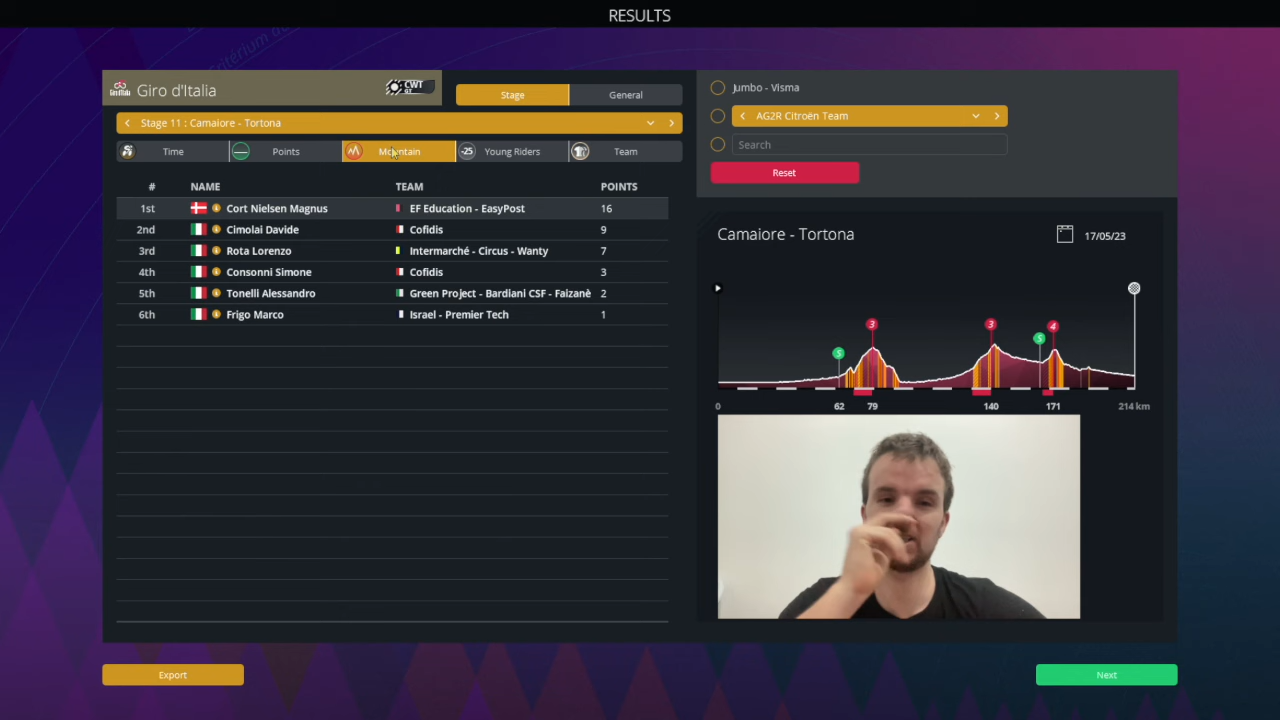 RESULTS
Giro d'Italia
CWT
GT
Stage
General
Stage 11 : Camaiore - Tortona
Time
Points
Mountain
-25
Young Riders
Team
# NAME TEAM POINTS
1st Cort Nielsen Magnus EF Education - EasyPost 16
2nd Cimolai Davide Cofidis 9
3rd Rota Lorenzo Intermarché - Circus - Wanty 7
4th Consonni Simone Cofidis 3
5th Tonelli Alessandro Green Project - Bardiani CSF - Faizanè 2
6th Frigo Marco Israel - Premier Tech 1
Jumbo - Visma
AG2R Citroën Team
Search
Reset
Camaiore - Tortona
17/05/23
3
3
4
S
S
0 62 79 140 171 214 km
Export
Next